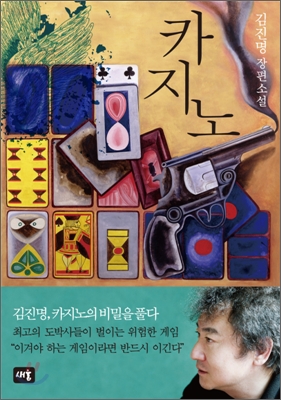 카지노
김진명 장편소설
김진명, 카지노의 비밀을 풀다
최고의 도박사들이 벌이는 위험한 게임
“이겨야 하는 게임이라면 반드시 이긴다”
새움